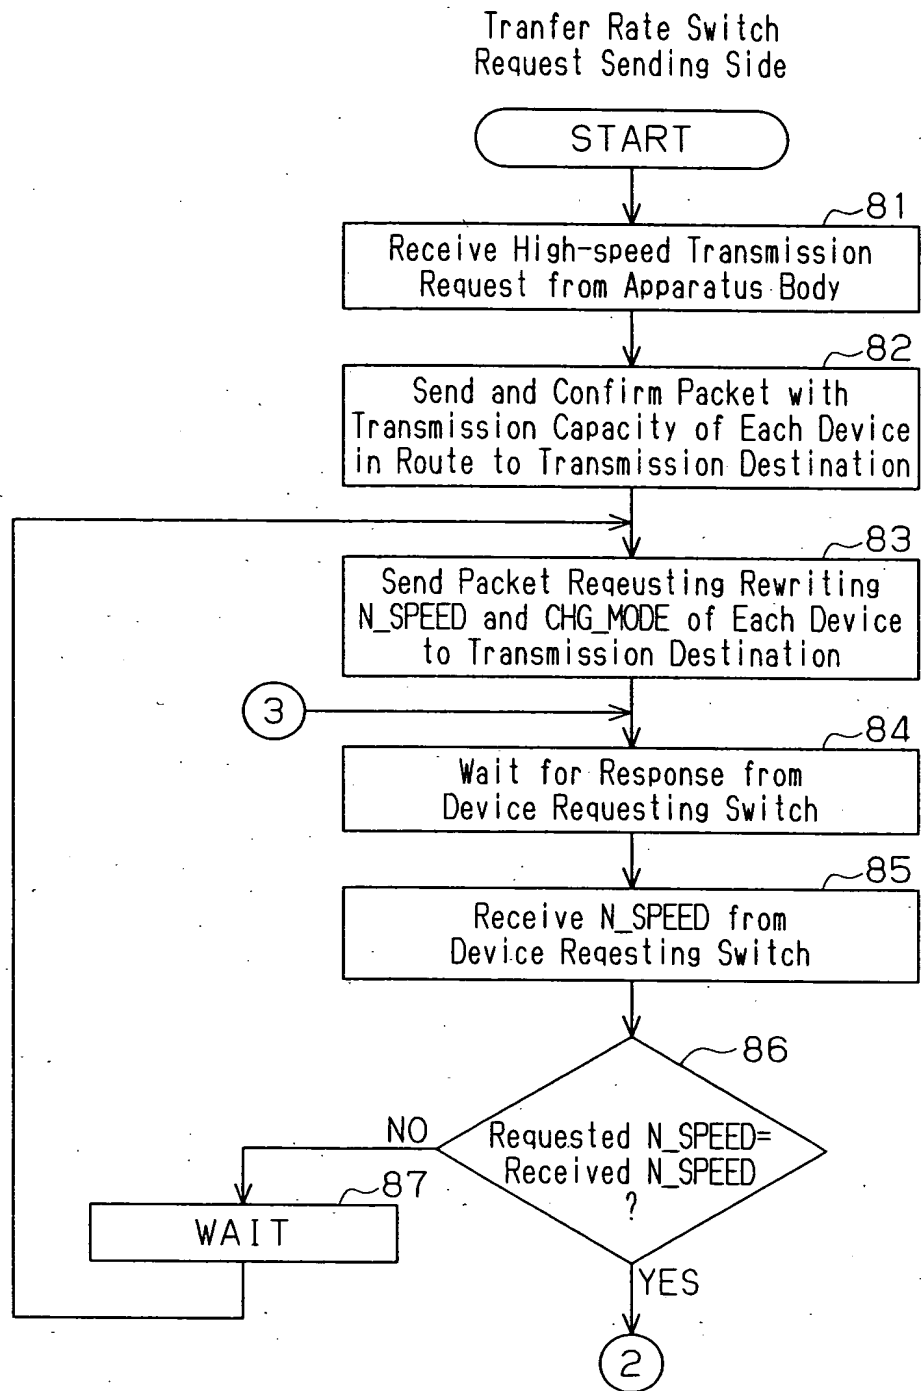 Tranfer Rate Switch
Request Sending Side
START
81
Receive High-speed Transmission
Request from Apparatus Body
82
Send and Confirm Packet with
Transmission Capacity of Each Device
in Route to Transmission Destination
83
Send Packet Reqeusting Rewriting
N_SPEED and CHG_MODE of Each Device
to Transmission Destination
3
84
Wait for Response from
Device Requesting Switch
85
Receive N_SPEED from
Device Reqesting Switch
86
Requested N_SPEED=
Received N_SPEED
?
NO
87
WAIT
YES
2